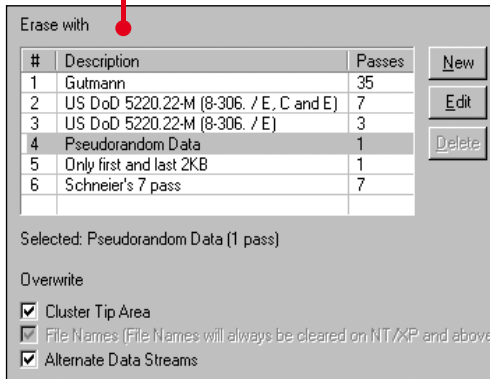 Erase with
# Description Passes
1 Gutmann 35
2 US DoD 5220.22-M (8-306. / E, C and E) 7
3 US DoD 5220.22-M (8-306. / E) 3
4 Pseudorandom Data 1
5 Only first and last 2KB 1
6 Schneier's 7 pass 7
New
Edit
Delete
Selected: Pseudorandom Data (1 pass)
Overwrite
Cluster Tip Area
File Names (File Names will always be cleared on NT/XP and above
Alternate Data Streams